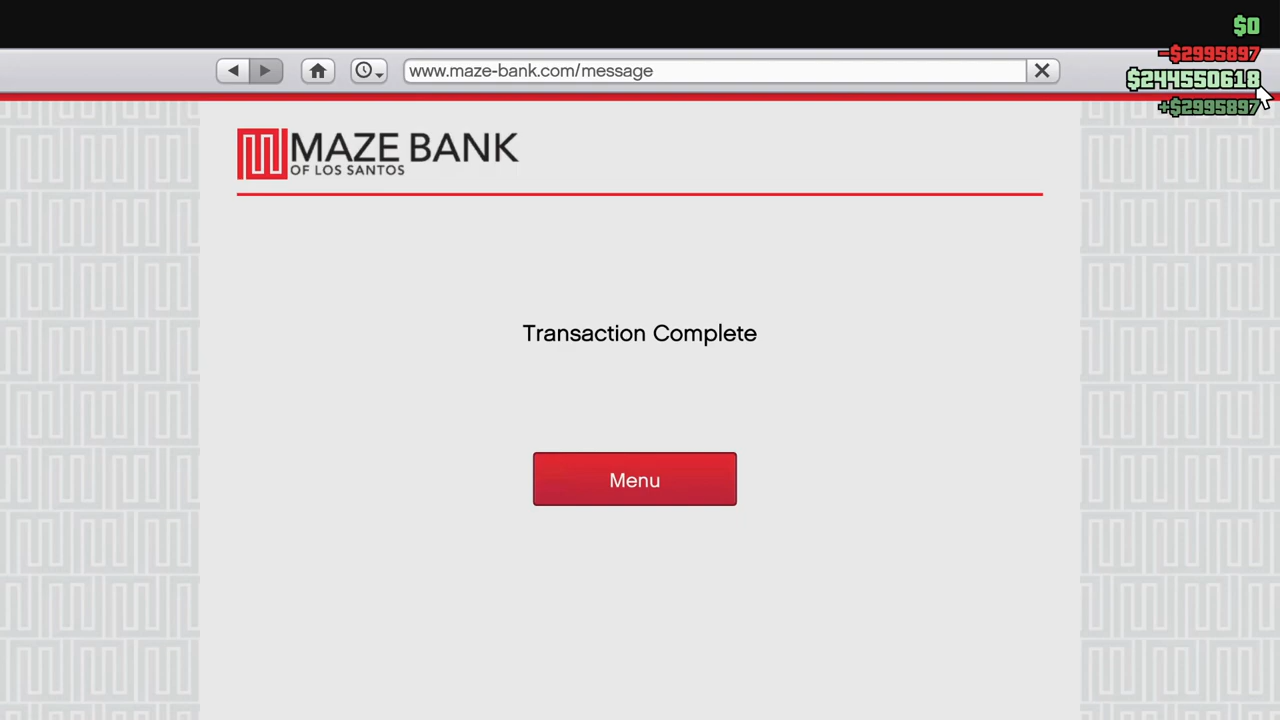 $0
-$2995897
www.maze-bank.com/message
$244550618
+$2995897
MAZE BANK
OF LOS SANTOS
Transaction Complete
Menu